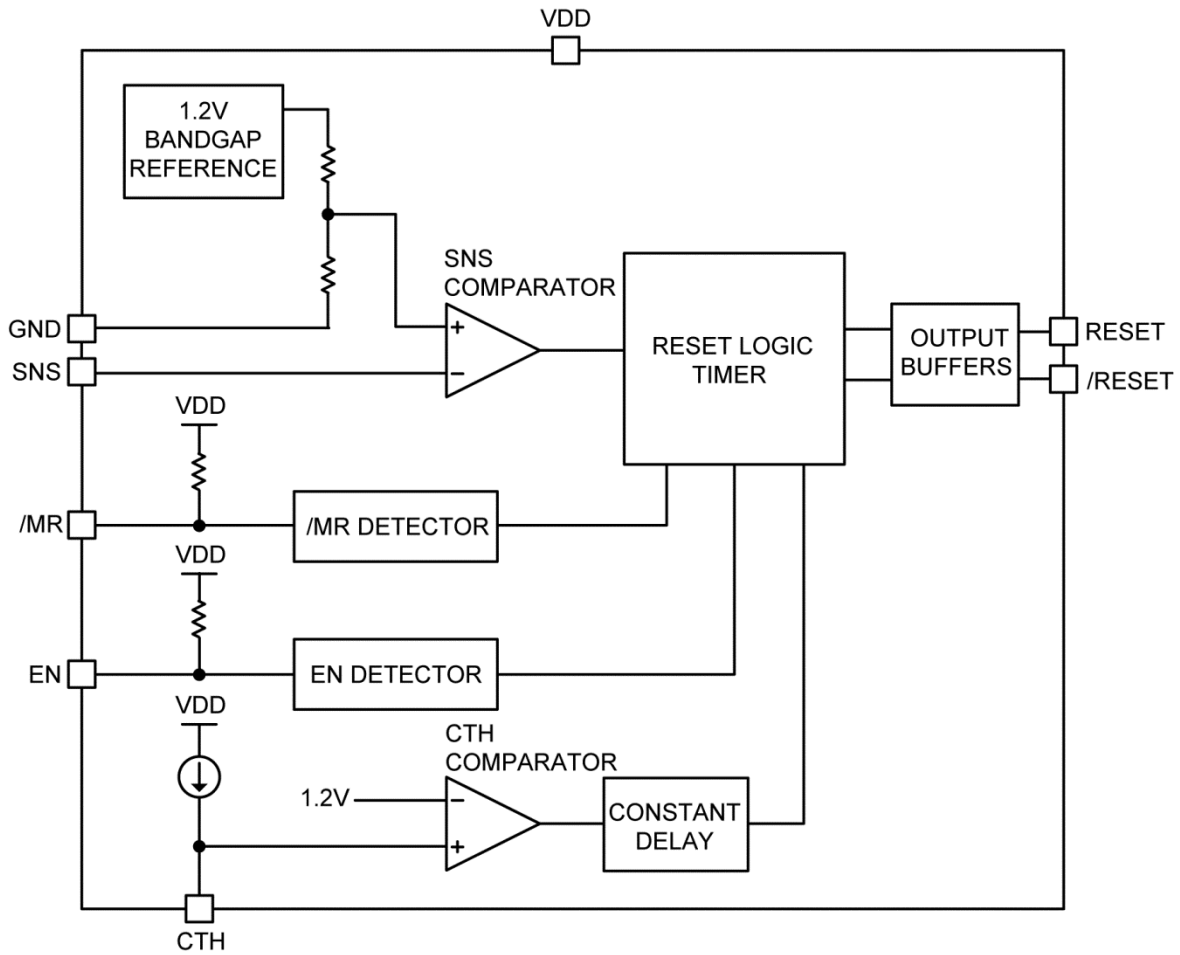 VDD
1.2V
BANDGAP
REFERENCE
SNS
COMPARATOR
+
−
GND
SNS
RESET LOGIC
TIMER
OUTPUT
BUFFERS
RESET
/RESET
VDD
/MR
/MR DETECTOR
VDD
EN
EN DETECTOR
VDD
CTH
COMPARATOR
1.2V
−
+
CONSTANT
DELAY
CTH